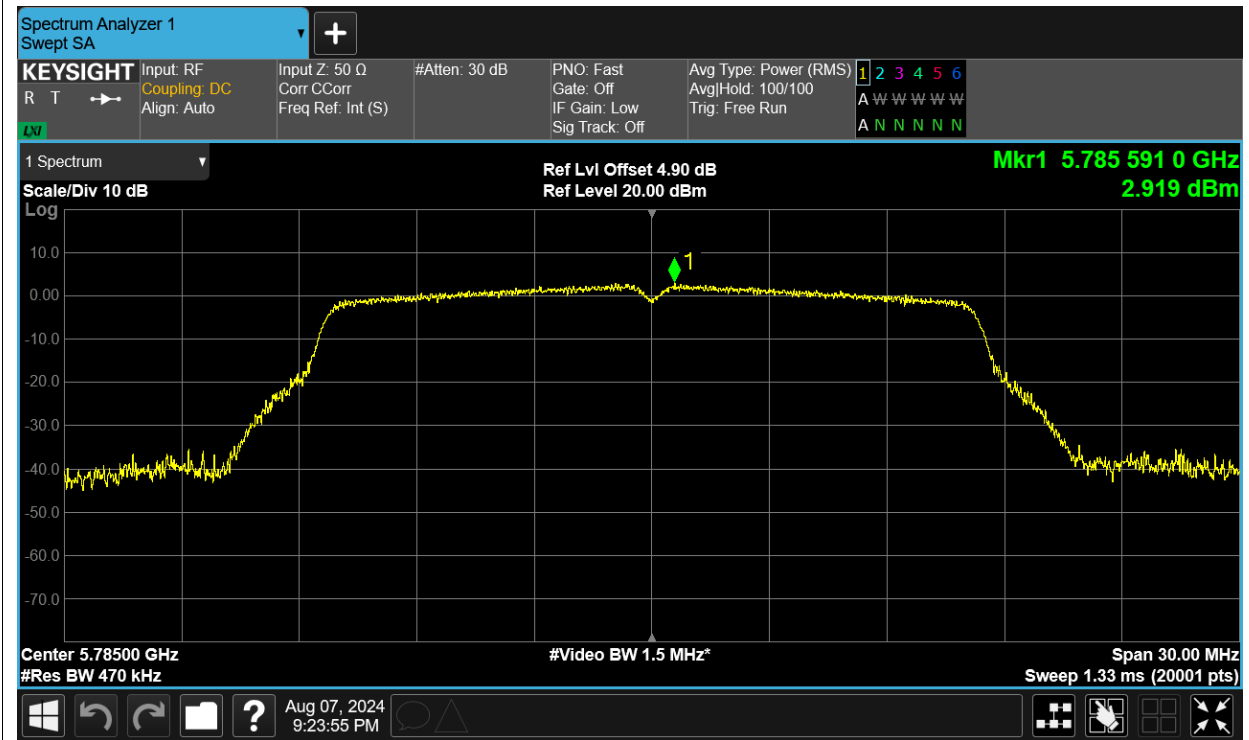 Spectrum Analyzer 1
Swept SA
KEYSIGHT
R T
LXI
Input: RF
Coupling: DC
Align: Auto
Input Z: 50 Ω
Corr CCorr
Freq Ref: Int (S)
#Atten: 30 dB
PNO: Fast
Gate: Off
IF Gain: Low
Sig Track: Off
Avg Type: Power (RMS)
Avg|Hold: 100/100
Trig: Free Run
1 2 3 4 5 6
A W W W W W
A N N N N N
1 Spectrum
Scale/Div 10 dB
Log
Ref Lvl Offset 4.90 dB
Ref Level 20.00 dBm
Mkr1 5.785 591 0 GHz
2.919 dBm
10.0
1
0.00
-10.0
-20.0
-30.0
-40.0
-50.0
-60.0
-70.0
Center 5.78500 GHz
#Res BW 470 kHz
#Video BW 1.5 MHz*
Span 30.00 MHz
Sweep 1.33 ms (20001 pts)
?
Aug 07, 2024
9:23:55 PM